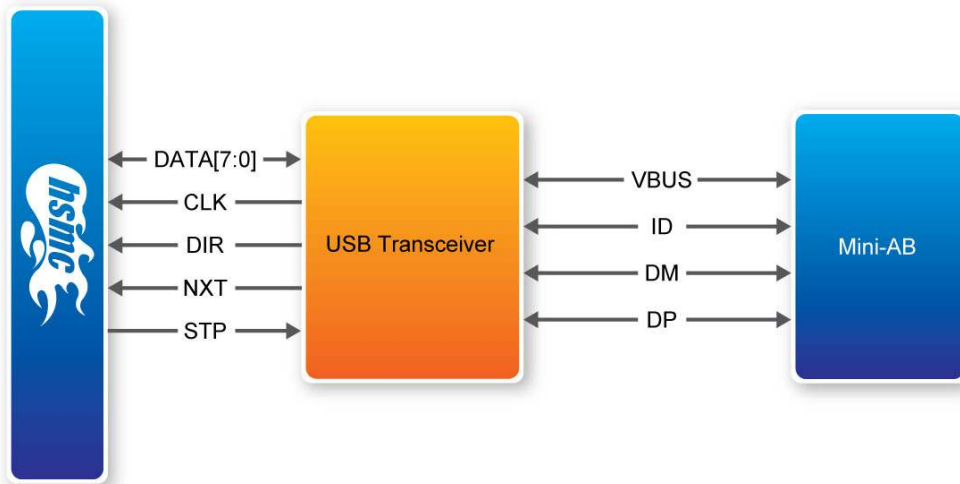 hsmc
DATA[7:0]
CLK
DIR
NXT
STP
USB Transceiver
VBUS
ID
DM
DP
Mini-AB